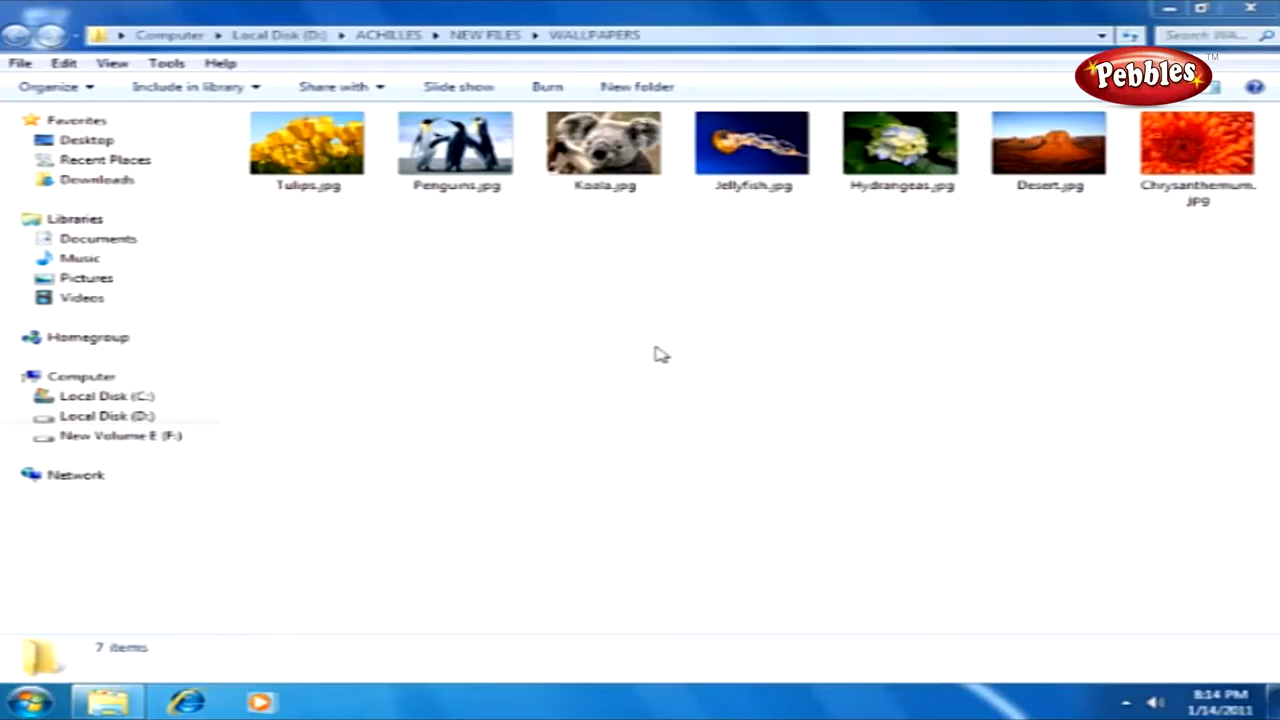 Computer Local Disk (D:) ACHILLES NEW FILES WALLPAPERS
Search WA...
File Edit View Tools Help
Pebbles™
Organize Include in library Share with Slide show Burn New folder
Favorites
Desktop
Recent Places
Downloads
Libraries
Documents
Music
Pictures
Videos
Homegroup
Computer
Local Disk (C:)
Local Disk (D:)
New Volume E (F:)
Network
Tulips.jpg Penguins.jpg Koala.jpg Jellyfish.jpg Hydrangeas.jpg Desert.jpg Chrysanthemum.
jpg
7 items
8:14 PM
1/14/2011